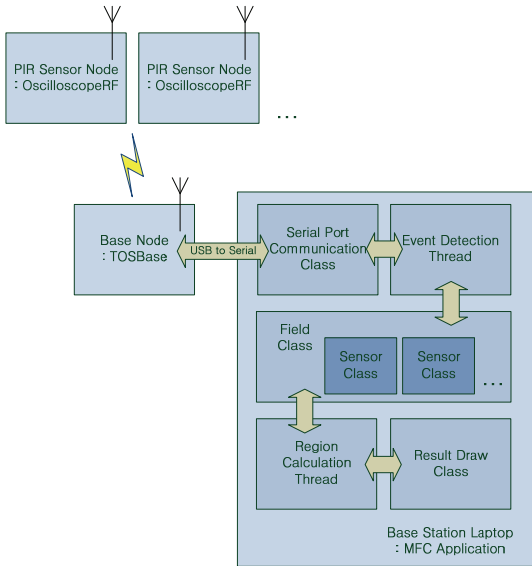 PIR Sensor Node
: OscilloscopeRF
PIR Sensor Node
: OscilloscopeRF
...
Base Node
: TOSBase
USB to Serial
Serial Port
Communication
Class
Event Detection
Thread
Field
Class
Sensor
Class
Sensor
Class
...
Region
Calculation
Thread
Result Draw
Class
Base Station Laptop
: MFC Application